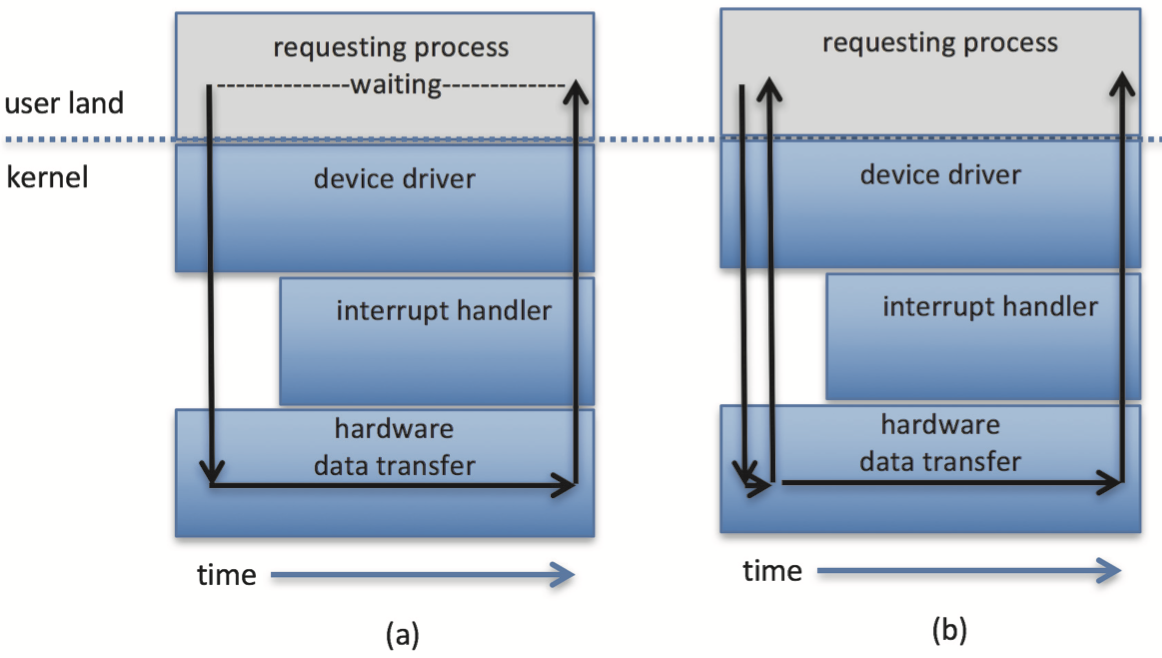 requesting process
------------waiting------------
user land
kernel
device driver
interrupt handler
hardware
data transfer
time
(a)
requesting process
device driver
interrupt handler
hardware
data transfer
time
(b)